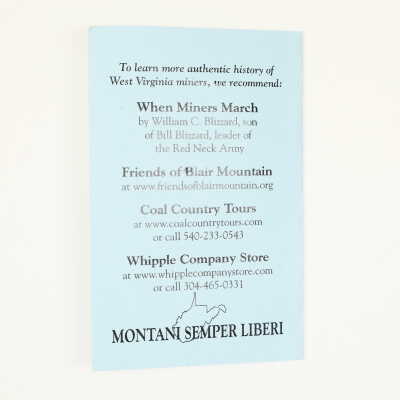 To learn more authentic history of
West Virginia miners, we recommend:
When Miners March
by William C. Blizzard, son
of Bill Blizzard, leader of
the Red Neck Army
Friends of Blair Mountain
at www.friendsofblairmountain.org
Coal Country Tours
at www.coalcountrytours.com
or call 540-233-0543
Whipple Company Store
at www.whipplecompanystore.com
or call 304-465-0331
MONTANI SEMPER LIBERI